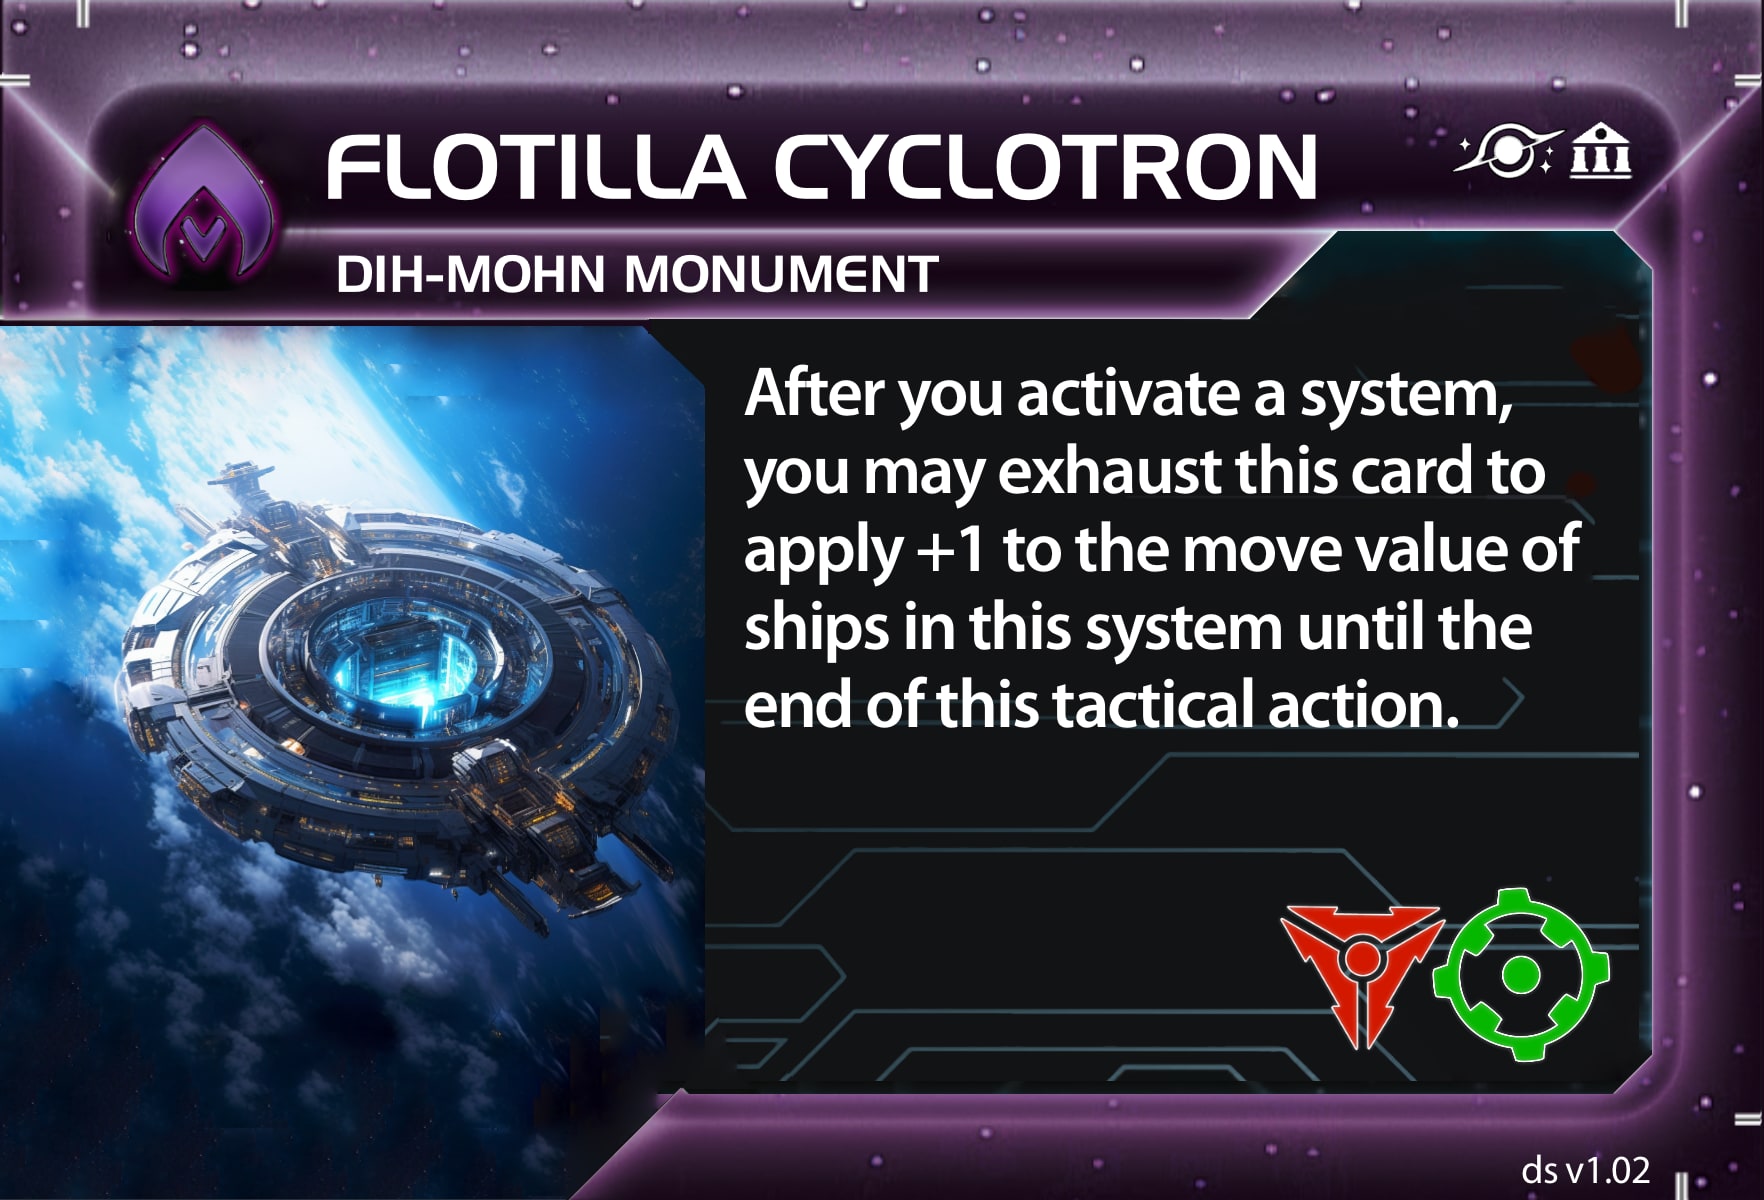 FLOTILLA CYCLOTRON
DIH-MOHN MONUMENT
After you activate a system,
you may exhaust this card to
apply +1 to the move value of
ships in this system until the
end of this tactical action.
ds v1.02